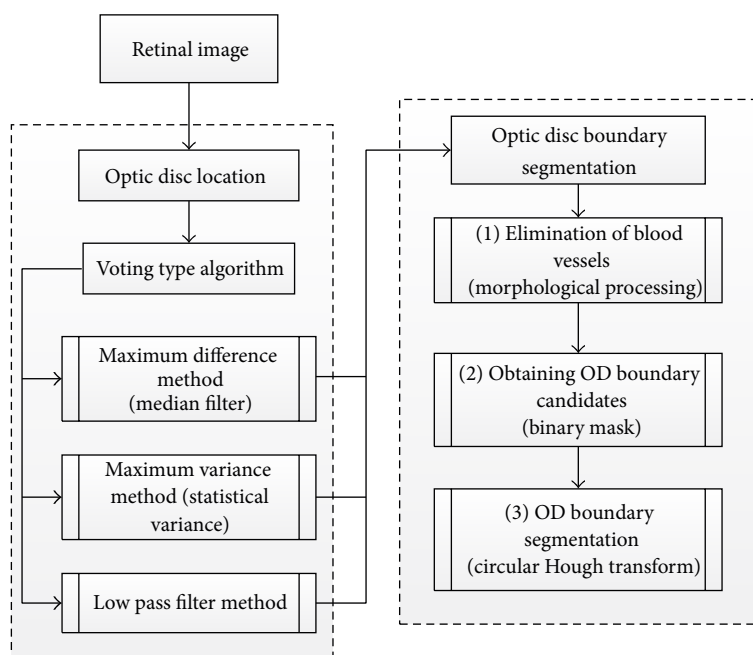 Retinal image
Optic disc location
Voting type algorithm
Maximum difference
method
(median filter)
Maximum variance
method (statistical
variance)
Low pass filter method
Optic disc boundary
segmentation
(1) Elimination of blood
vessels
(morphological processing)
(2) Obtaining OD boundary
candidates
(binary mask)
(3) OD boundary
segmentation
(circular Hough transform)